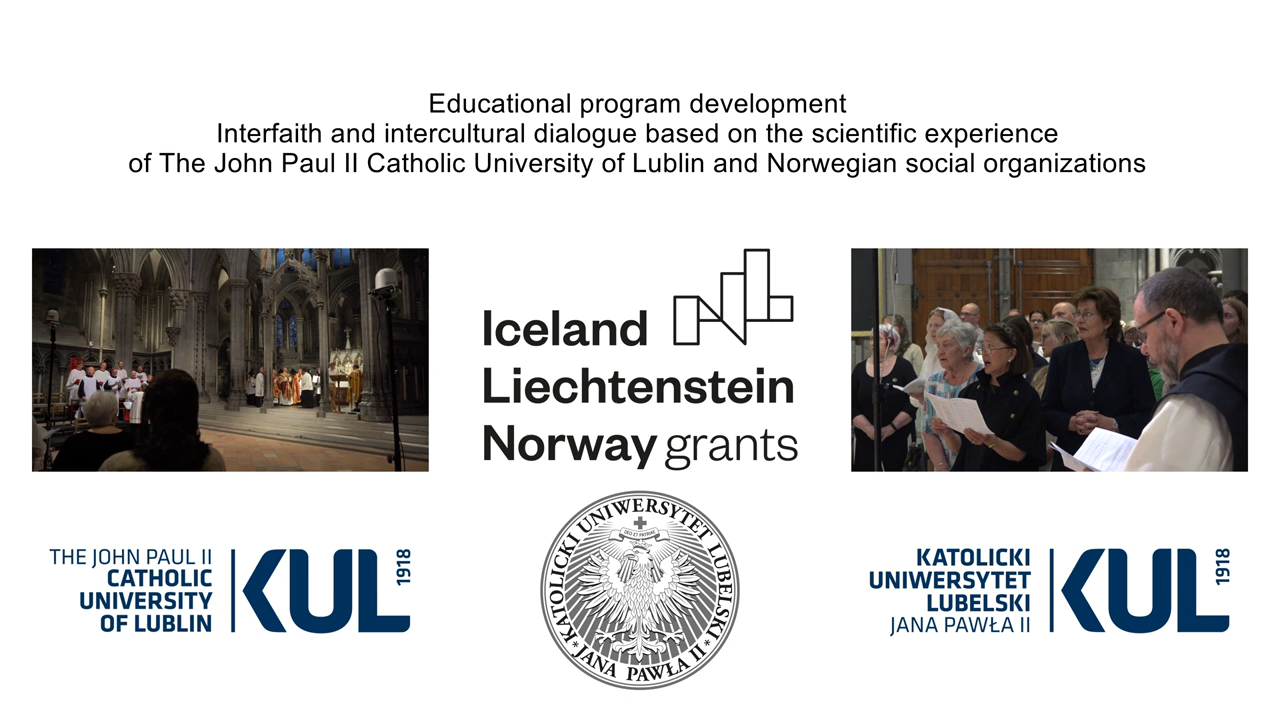 Educational program development
Interfaith and intercultural dialogue based on the scientific experience
of The John Paul II Catholic University of Lublin and Norwegian social organizations
Iceland
Liechtenstein
Norway grants
THE JOHN PAUL II
CATHOLIC
UNIVERSITY
OF LUBLIN
KUL
1918
KATOLICKI UNIWERSYTET LUBELSKI
JANA PAWŁA II
DEO ET PATRIAE
KATOLICKI
UNIWERSYTET
LUBELSKI
JANA PAWŁA II
KUL
1918